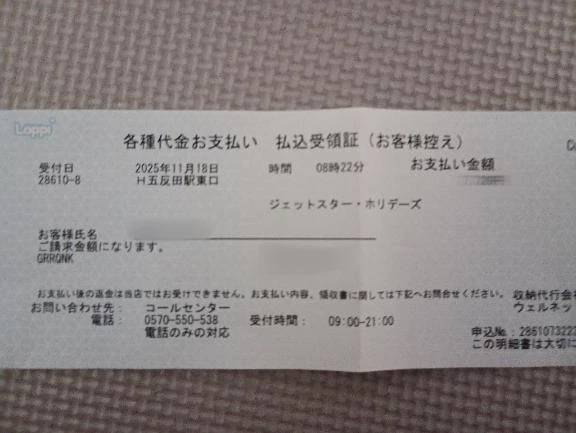 Loppi
各種代金お支払い 払込受領証(お客様控え)
受付日 2025年11月18日 時間 08時22分 お支払い金額
28610-8 H五反田駅東口
ジェットスター・ホリデーズ
お客様氏名
ご請求金額になります。
GRRQNK
お支払い後の返金は当店ではお受けできません。お支払い内容、領収書に関しては下記へお問合せください。 収納代行会
お問い合わせ先: コールセンター ウェルネッ
電話: 0570-550-538 受付時間: 09:00-21:00
電話のみの対応 申込No.:2861073223
この明細書は大切に